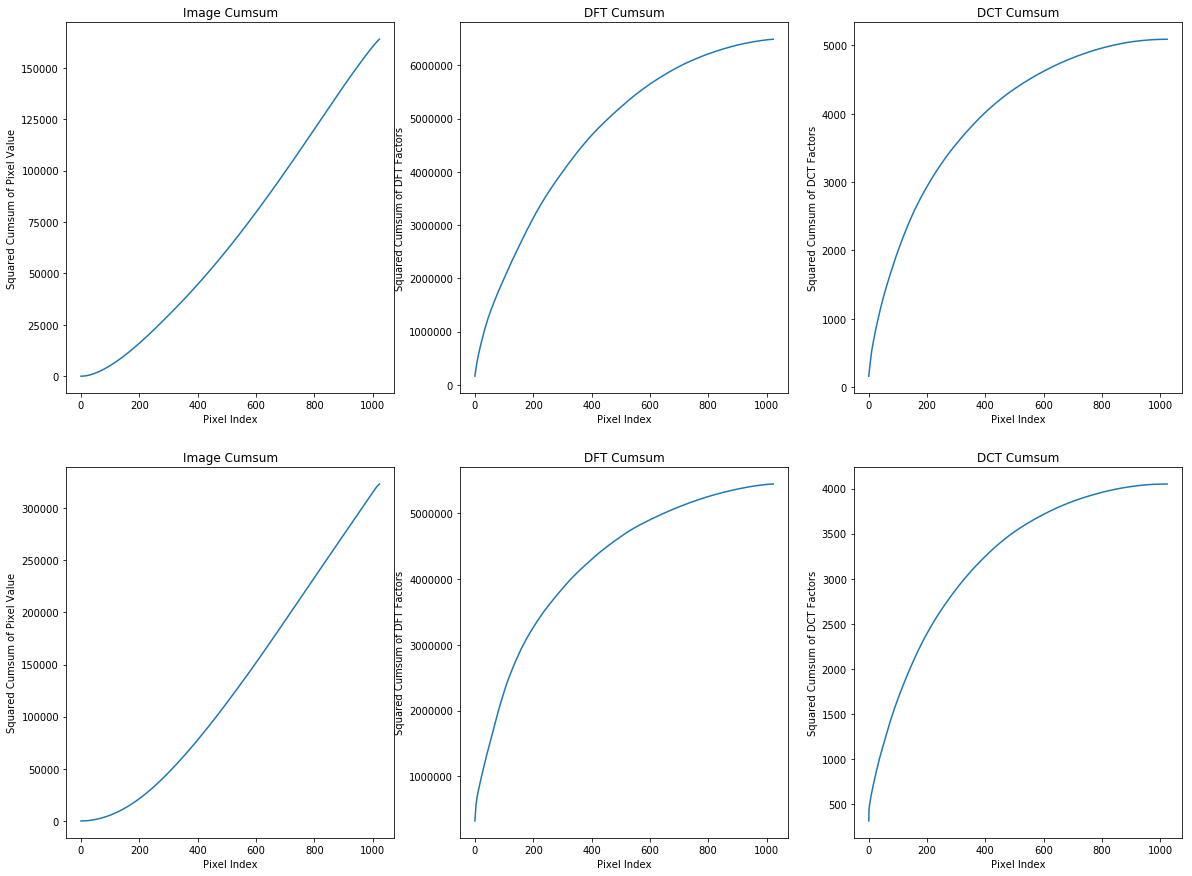 Image Cumsum
DFT Cumsum
DCT Cumsum
Squared Cumsum of Pixel Value
150000
125000
100000
75000
50000
25000
0
0 200 400 600 800 1000
Pixel Index
Squared Cumsum of DFT Factors
6000000
5000000
4000000
3000000
2000000
1000000
0
0 200 400 600 800 1000
Pixel Index
Squared Cumsum of DCT Factors
5000
4000
3000
2000
1000
0
0 200 400 600 800 1000
Pixel Index
Image Cumsum
DFT Cumsum
DCT Cumsum
Squared Cumsum of Pixel Value
300000
250000
200000
150000
100000
50000
0
0 200 400 600 800 1000
Pixel Index
Squared Cumsum of DFT Factors
5000000
4000000
3000000
2000000
1000000
0 200 400 600 800 1000
Pixel Index
Squared Cumsum of DCT Factors
4000
3500
3000
2500
2000
1500
1000
500
0 200 400 600 800 1000
Pixel Index